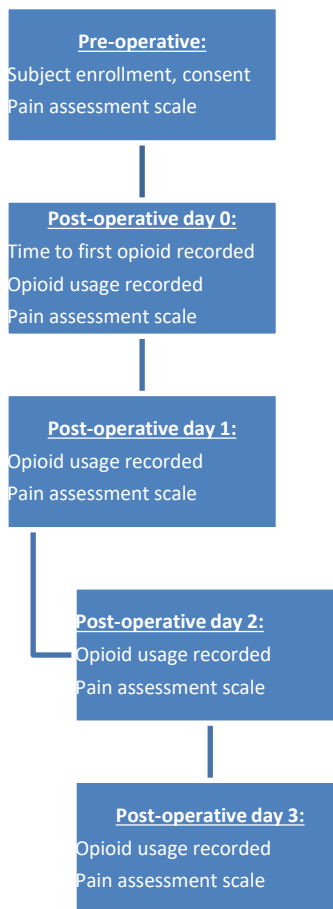 Pre-operative:
Subject enrollment, consent
Pain assessment scale
Post-operative day 0:
Time to first opioid recorded
Opioid usage recorded
Pain assessment scale
Post-operative day 1:
Opioid usage recorded
Pain assessment scale
Post-operative day 2:
Opioid usage recorded
Pain assessment scale
Post-operative day 3:
Opioid usage recorded
Pain assessment scale